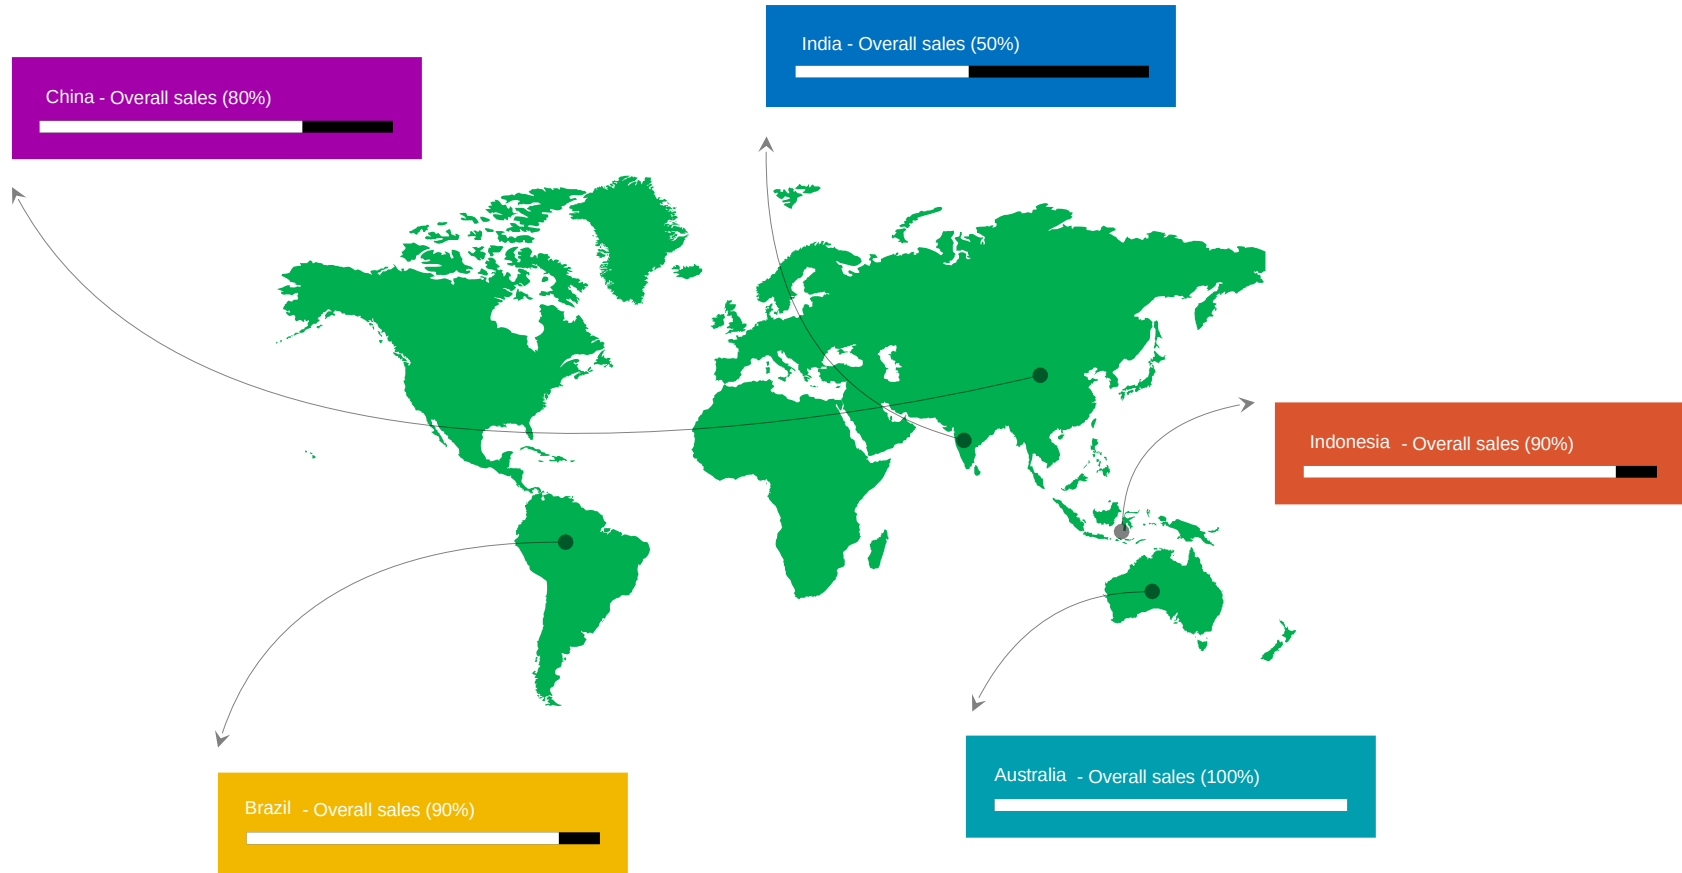 India - Overall sales (50%)
China - Overall sales (80%)
Indonesia - Overall sales (90%)
Australia - Overall sales (100%)
Brazil - Overall sales (90%)